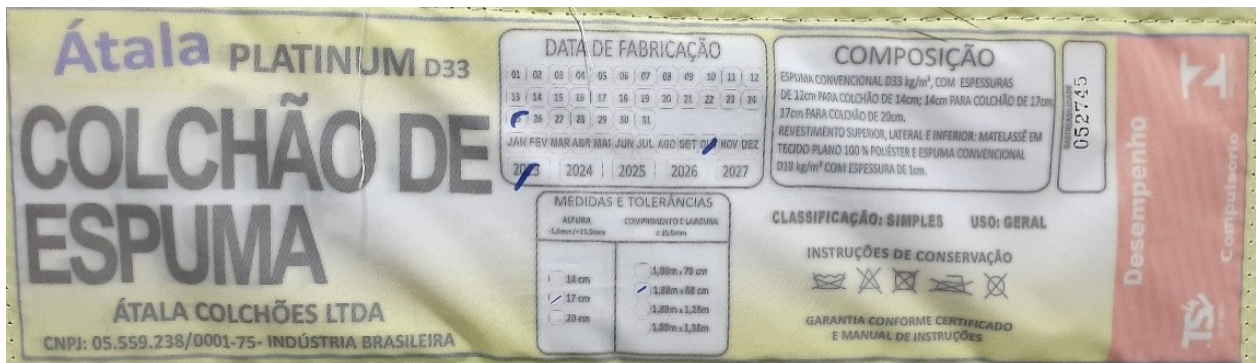 Átala PLATINUM D33
COLCHÃO DE
ESPUMA
ÁTALA COLCHÕES LTDA
CNPJ: 05.559.238/0001-75- INDÚSTRIA BRASILEIRA
DATA DE FABRICAÇÃO
01 02 03 04 05 06 07 08 09 10 11 12
13 14 15 16 17 18 19 20 21 22 23 24
26 27 28 29 30 31
JAN FEV MAR ABR MAI JUN JUL AGO SET NOV DEZ
2023 2024 2025 2026 2027
MEDIDAS E TOLERÂNCIAS
ALTURA
COMPRIMENTO E LARGURA
14 cm
17 cm
20 cm
1,88m x 78 cm
1,88m x 88 cm
1,88m x 1,28m
1,88m x 1,38m
COMPOSIÇÃO
ESPUMA CONVENCIONAL D33 kg/m³, COM ESPESSURAS
DE 12cm PARA COLCHÃO DE 14cm; 14cm PARA COLCHÃO DE 17cm
17cm PARA COLCHÃO DE 20cm.
REVESTIMENTO SUPERIOR, LATERAL E INFERIOR: MATELASSÊ EM
TECIDO PLANO 100 % POLIÉSTER E ESPUMA CONVENCIONAL
D18 kg/m³ COM ESPESSURA DE 1cm.
CLASSIFICAÇÃO: SIMPLES USO: GERAL
INSTRUÇÕES DE CONSERVAÇÃO
GARANTIA CONFORME CERTIFICADO
E MANUAL DE INSTRUÇÕES
052745
Desempenho
Compulsorio